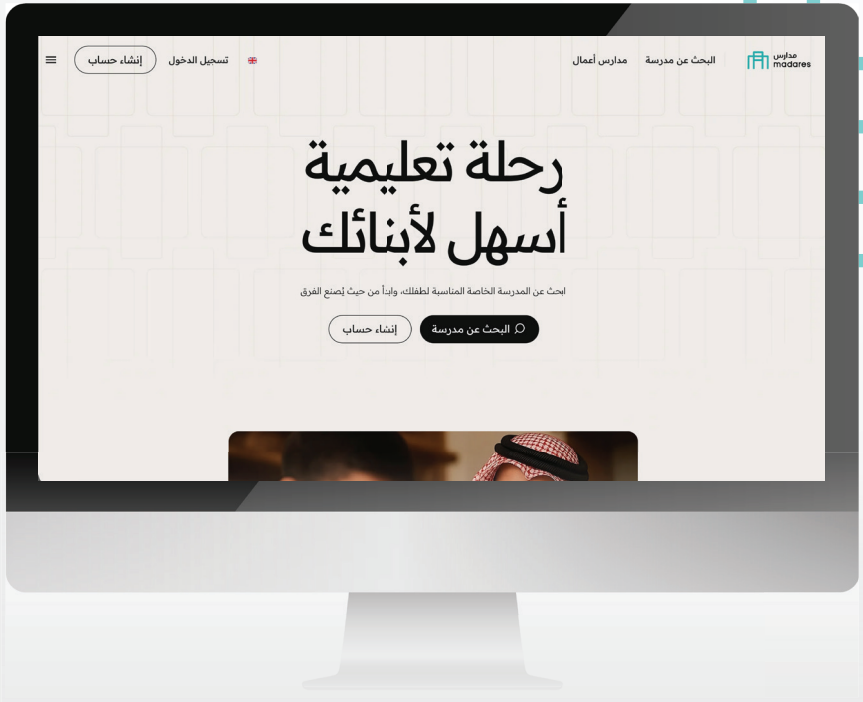 مدارس
madares
البحث عن مدرسة
مدارس أعمال
تسجيل الدخول
إنشاء حساب
رحلة تعليمية
أسهل لأبنائك
ابحث عن المدرسة الخاصة المناسبة لطفلك، وابدأ من حيث يُصنع الفرق
البحث عن مدرسة
إنشاء حساب